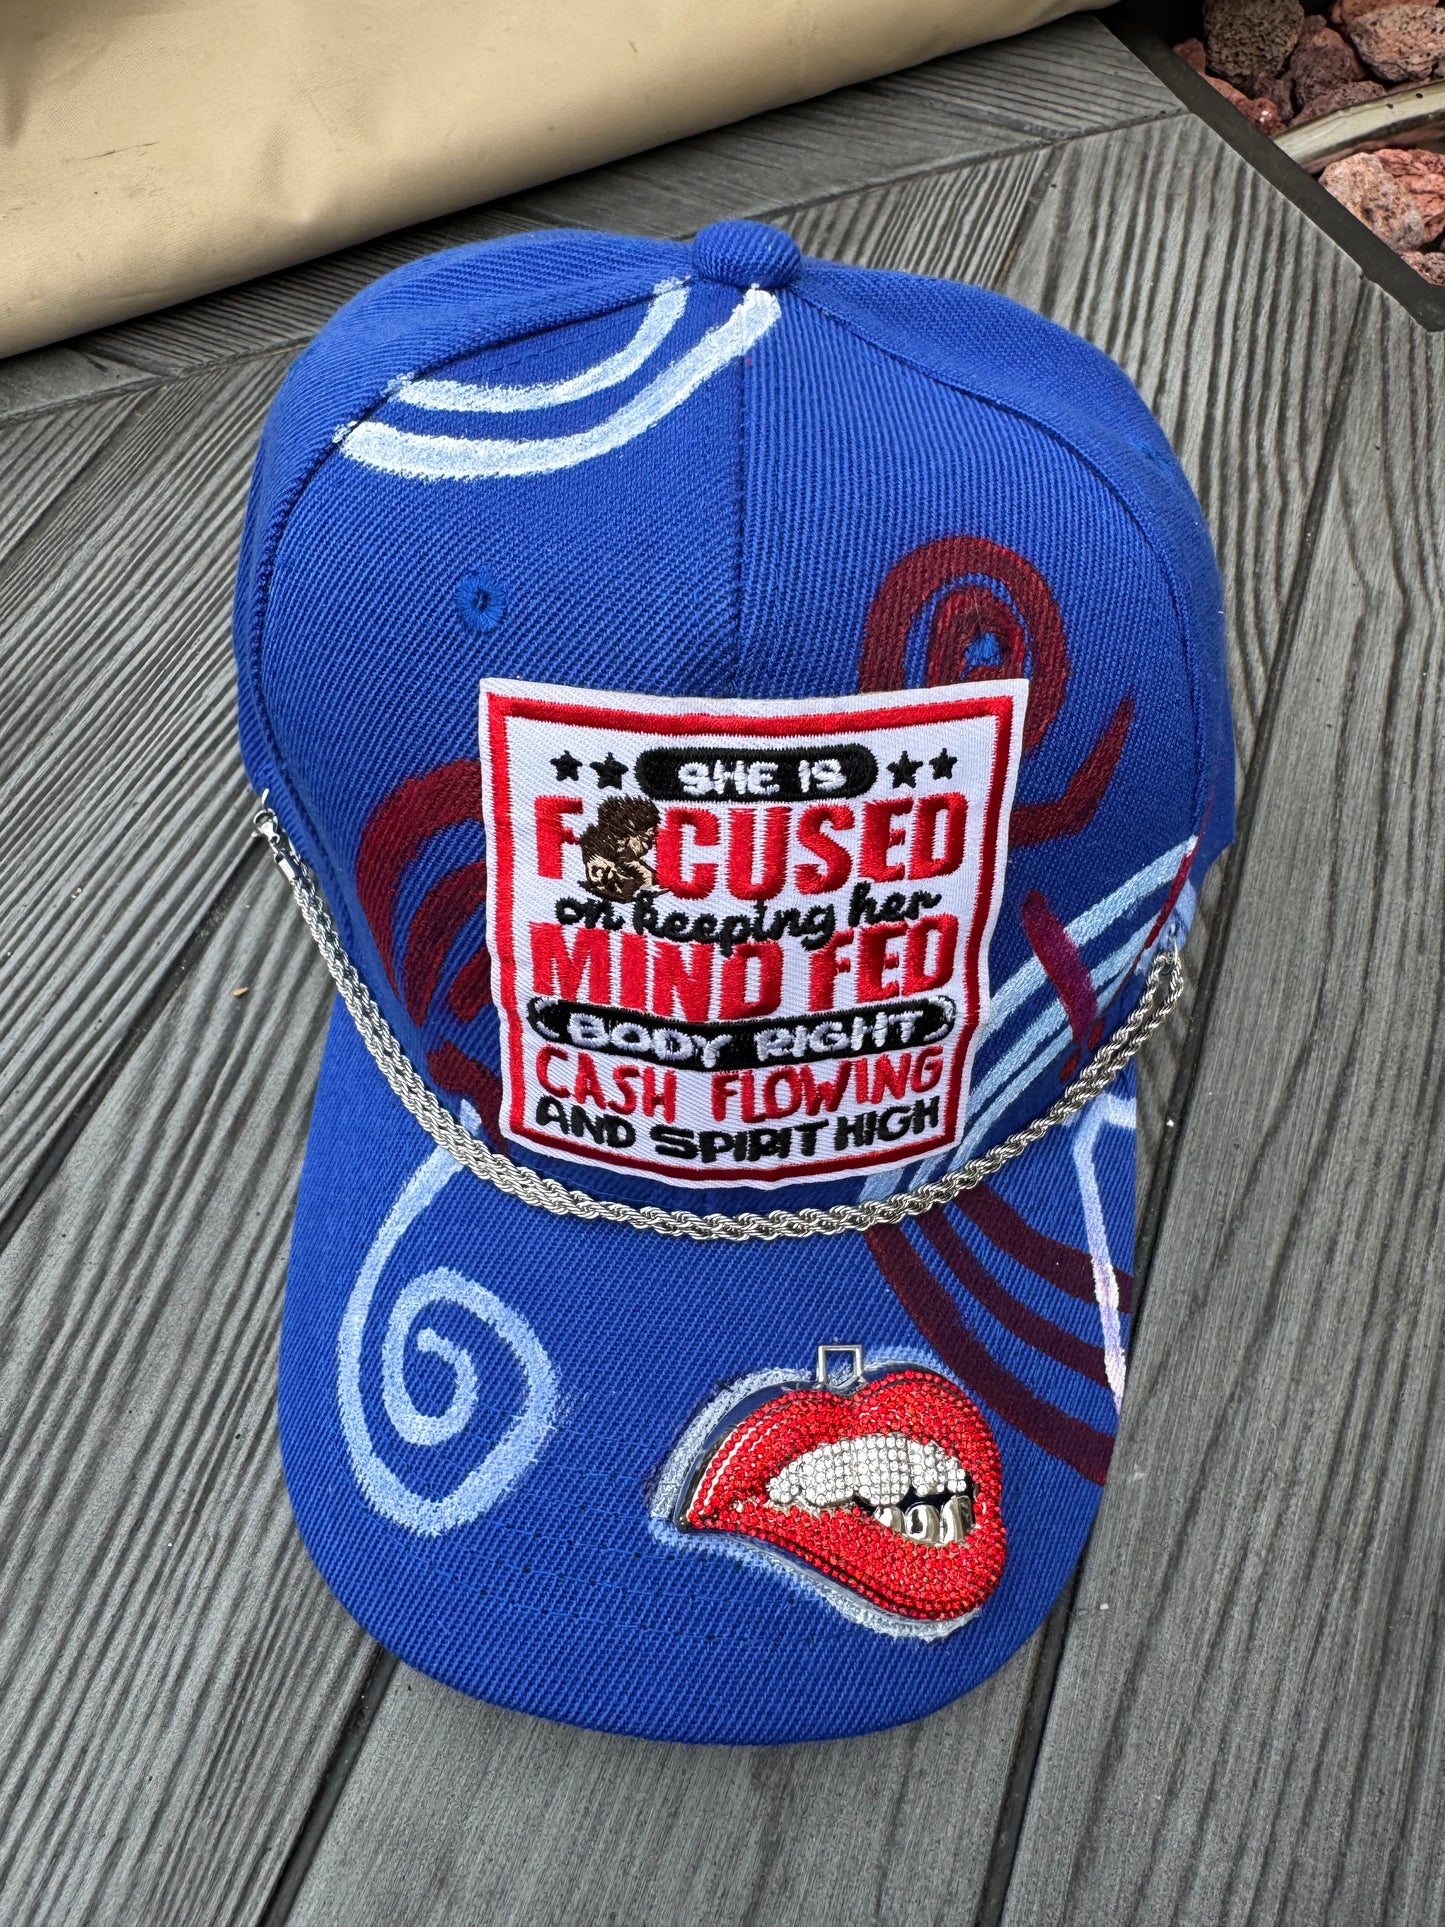 SHE IS
FOCUSED
on keeping her
MIND FED
BODY RIGHT
CASH FLOWING
AND SPIRIT HIGH